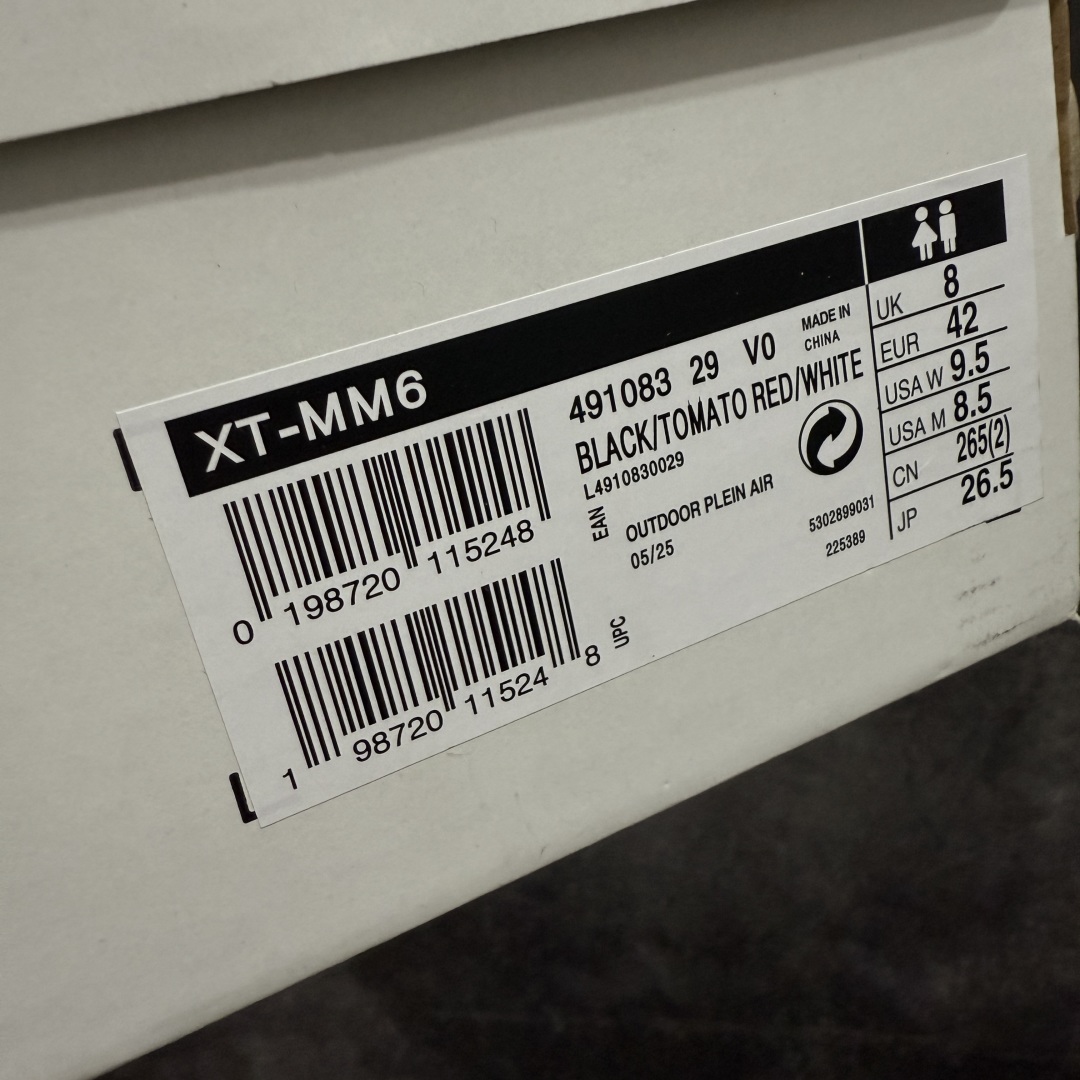 XT-MM6
491083 29 V0
MADE IN
CHINA
BLACK/TOMATO RED/WHITE
L4910830029
EAN
OUTDOOR PLEIN AIR
05/25
5302899031
225389
0 198720 115248
1 98720 11524 8
UPC
UK 8
EUR 42
USA W 9.5
USA M 8.5
CN 265(2)
JP 26.5